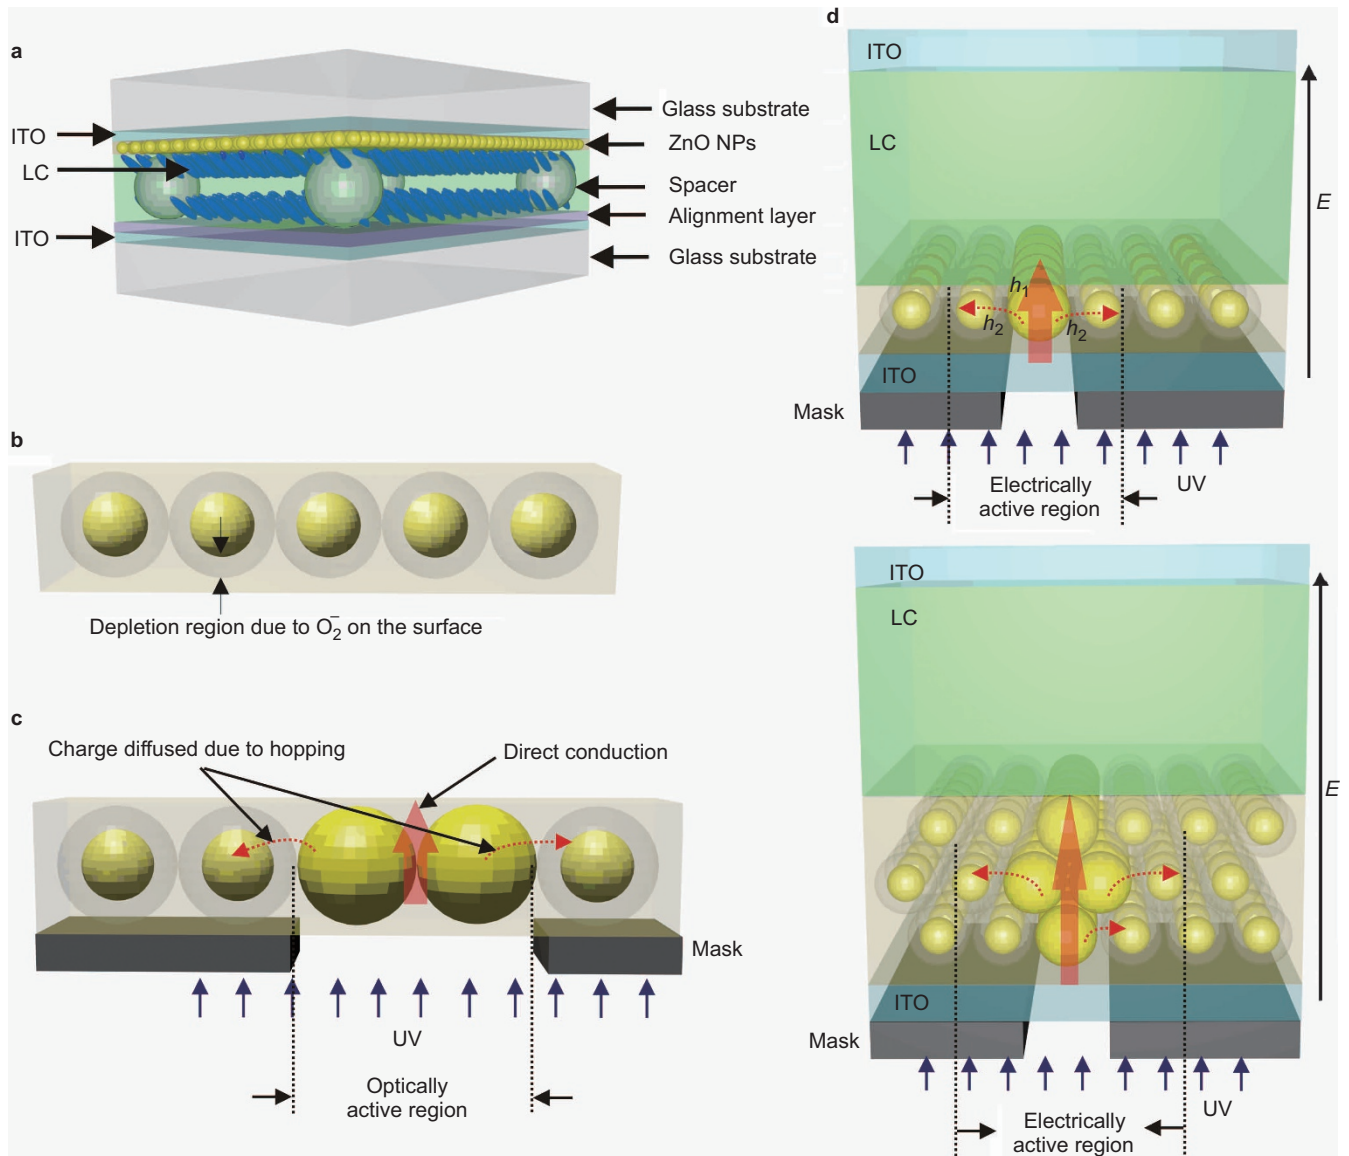 a
Glass substrate
ITO
ZnO NPs
LC
Spacer
Alignment layer
ITO
Glass substrate
b
Depletion region due to O₂⁻ on the surface
c
Charge diffused due to hopping
Direct conduction
Mask
UV
Optically
active region
d
ITO
LC
E
h₁
h₂
h₂
ITO
Mask
Electrically
active region
UV
ITO
LC
E
ITO
Mask
UV
Electrically
active region